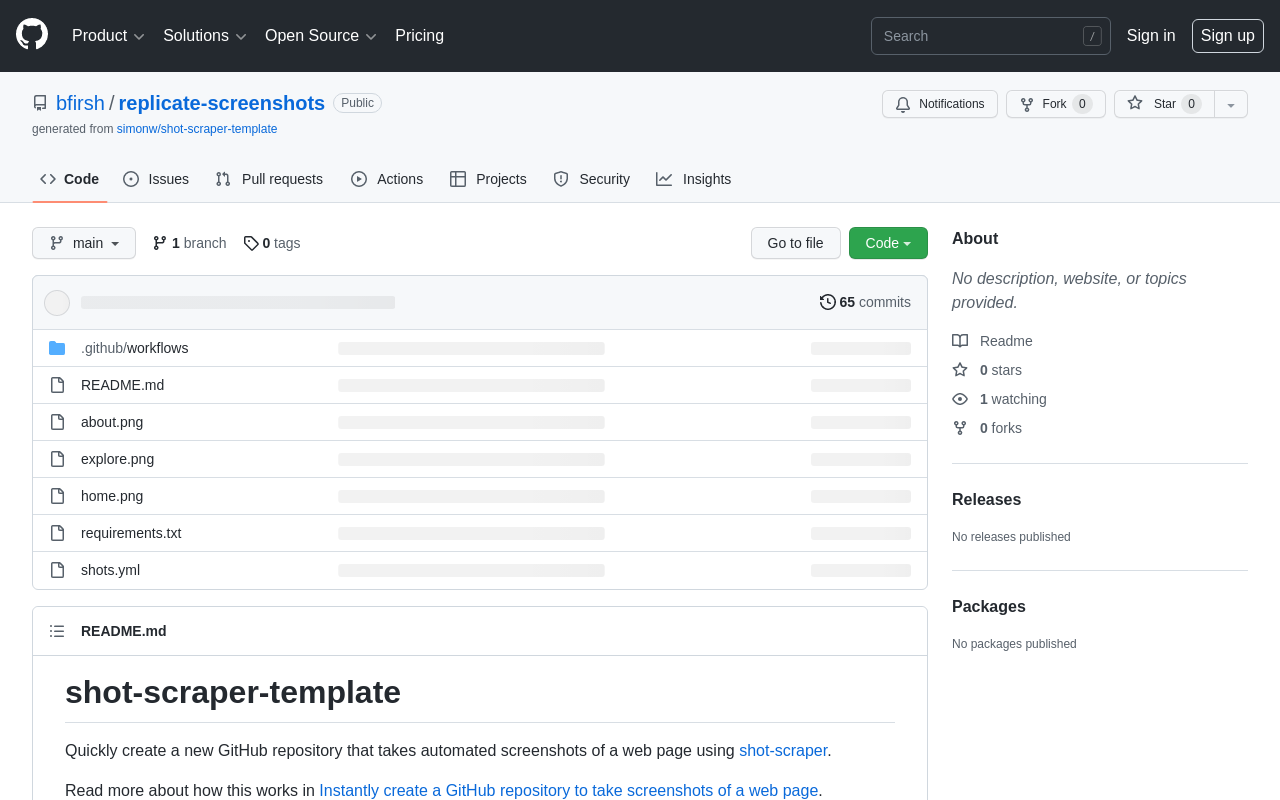 Product Solutions Open Source Pricing Search / Sign in Sign up
bfirsh / replicate-screenshots Public Notifications Fork 0 Star 0
generated from simonw/shot-scraper-template
Code Issues Pull requests Actions Projects Security Insights
main 1 branch 0 tags Go to file Code
65 commits
.github/workflows
README.md
about.png
explore.png
home.png
requirements.txt
shots.yml
README.md
shot-scraper-template
Quickly create a new GitHub repository that takes automated screenshots of a web page using shot-scraper.
Read more about how this works in Instantly create a GitHub repository to take screenshots of a web page.
About
No description, website, or topics
provided.
Readme
0 stars
1 watching
0 forks
Releases
No releases published
Packages
No packages published